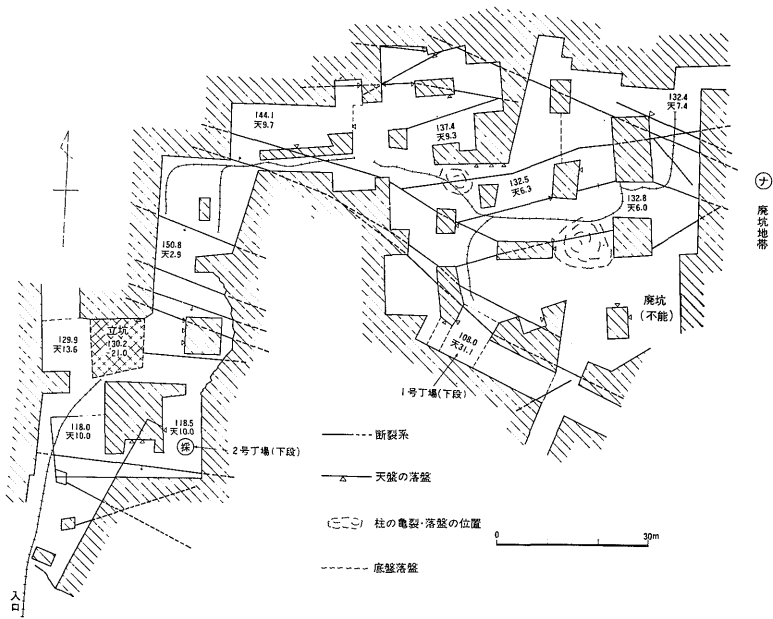 144.1
天9.7
137.4
天9.3
132.4
天7.4
132.5
天6.3
132.8
天6.0
ナ
廃坑地帯
150.8
天2.9
廃坑
(不能)
129.9
天13.6
立坑
130.2
21.0
108.0
天31.1
1号丁場(下段)
118.0
天10.0
118.5
天10.0
採
2号丁場(下段)
断裂系
天盤の落盤
柱の亀裂・落盤の位置
0
30m
底盤落盤
入口